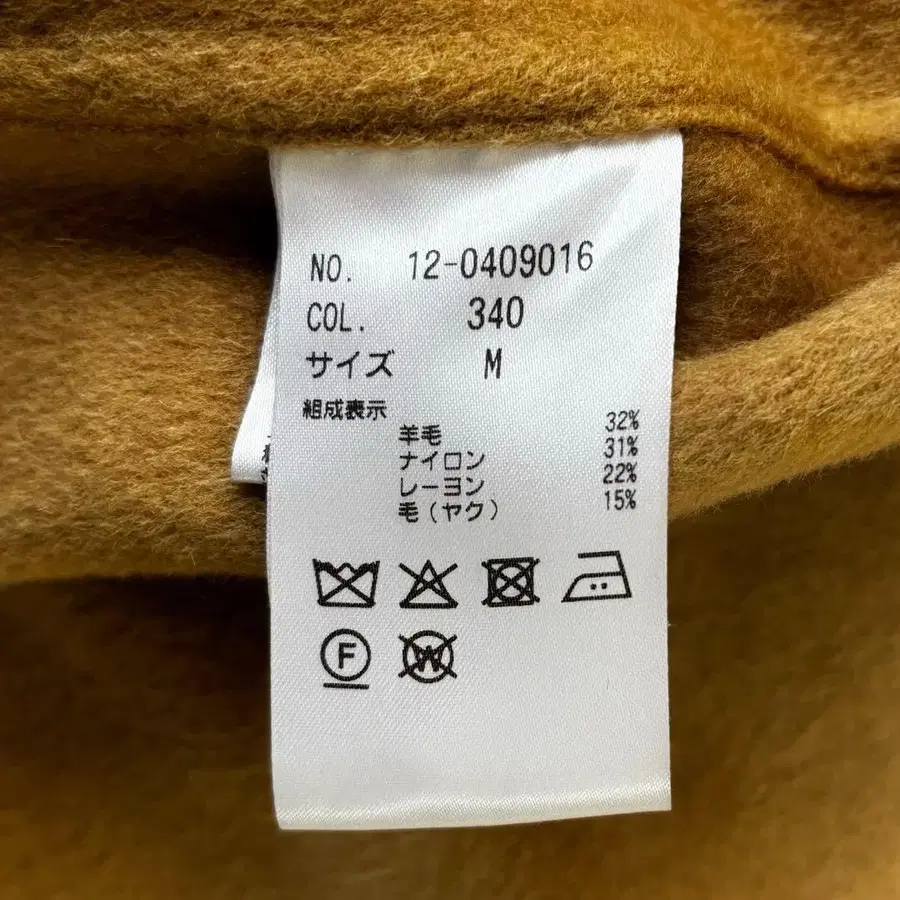 NO. 12-0409016
COL. 340
サイズ M
組成表示
羊毛 32%
ナイロン 31%
レーヨン 22%
毛(ヤク) 15%
F W